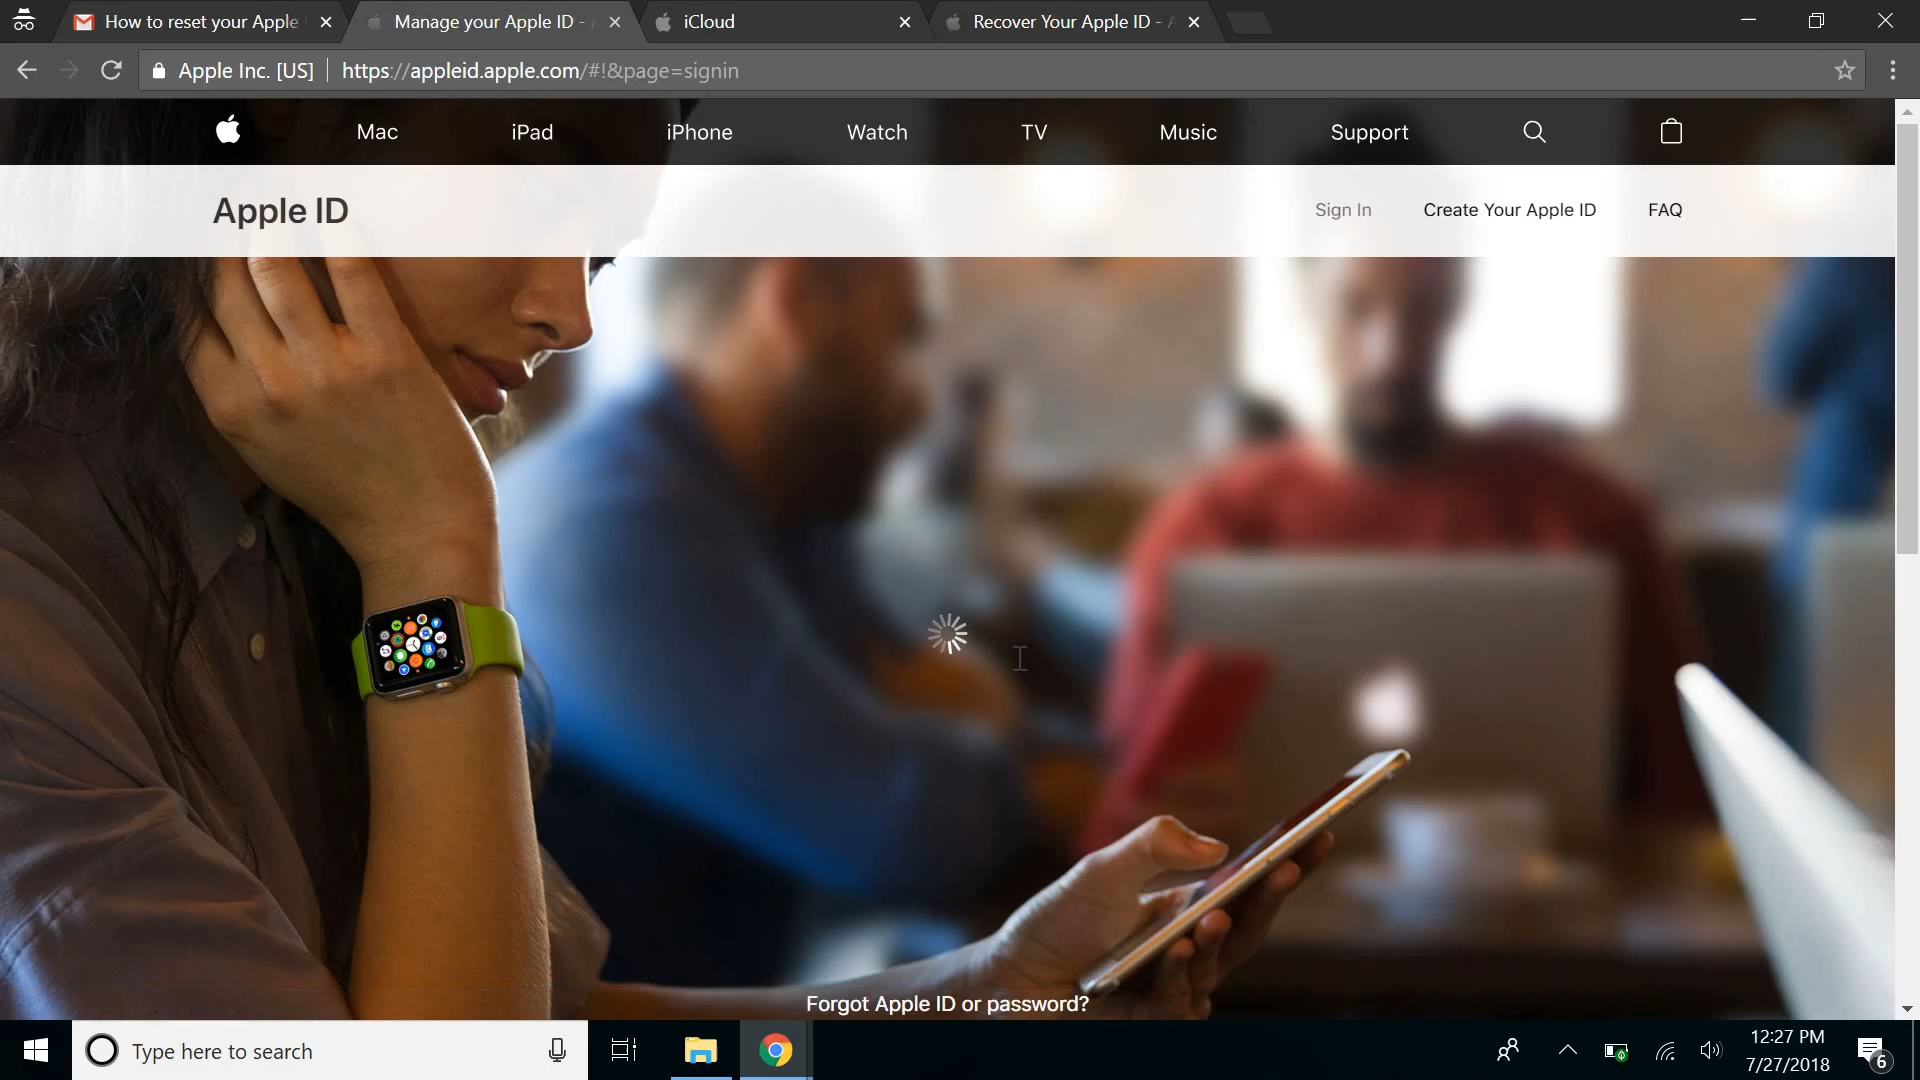 How to reset your Apple
Manage your Apple ID -
iCloud
Recover Your Apple ID -
Apple Inc. [US]
https://appleid.apple.com/#!&page=signin
Mac
iPad
iPhone
Watch
TV
Music
Support
Apple ID
Sign In
Create Your Apple ID
FAQ
Forgot Apple ID or password?
Type here to search
12:27 PM
7/27/2018
6